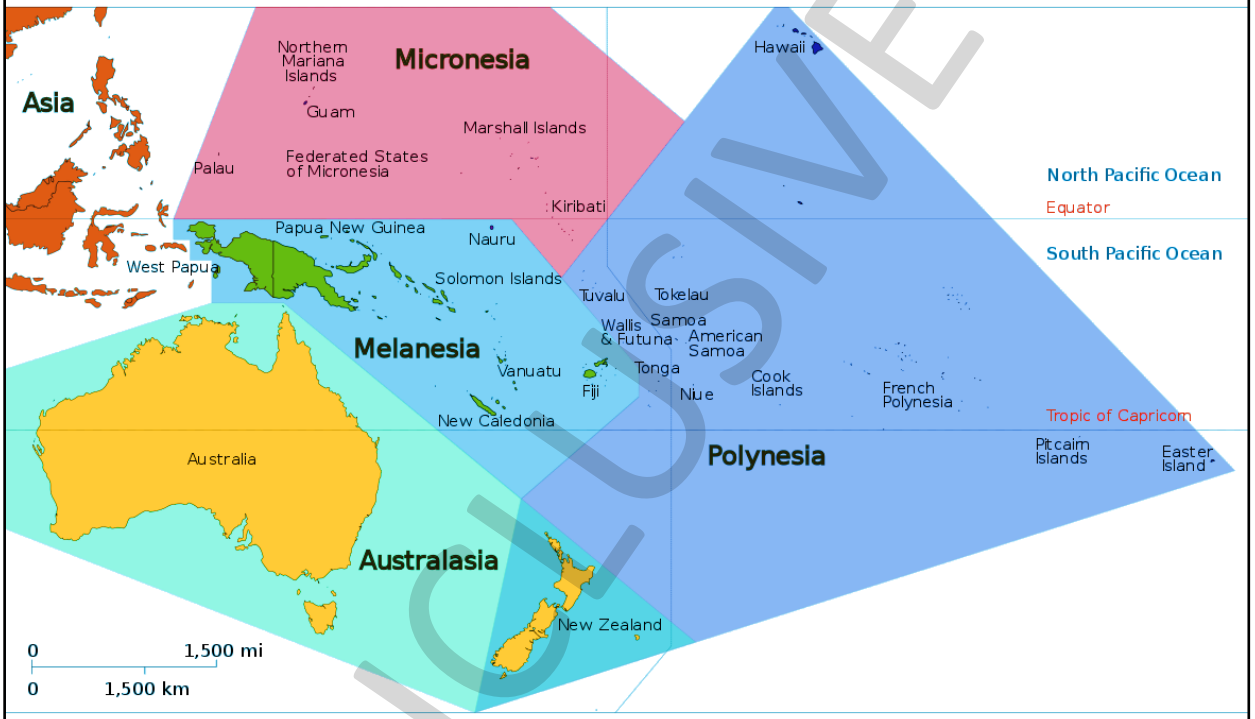 Hawaii
Northern
Mariana
Islands
Micronesia
Asia
Guam
Marshall Islands
Palau
Federated States
of Micronesia
North Pacific Ocean
Kiribati
Equator
Papua New Guinea
Nauru
South Pacific Ocean
West Papua
Solomon Islands
Tuvalu
Tokelau
Wallis
& Futuna
Samoa
American
Samoa
Melanesia
Vanuatu
Fiji
Tonga
Niue
Cook
Islands
French
Polynesia
New Caledonia
Tropic of Capricorn
Australia
Polynesia
Pitcairn
Islands
Easter
Island
Australasia
New Zealand
0 1,500 mi
0 1,500 km